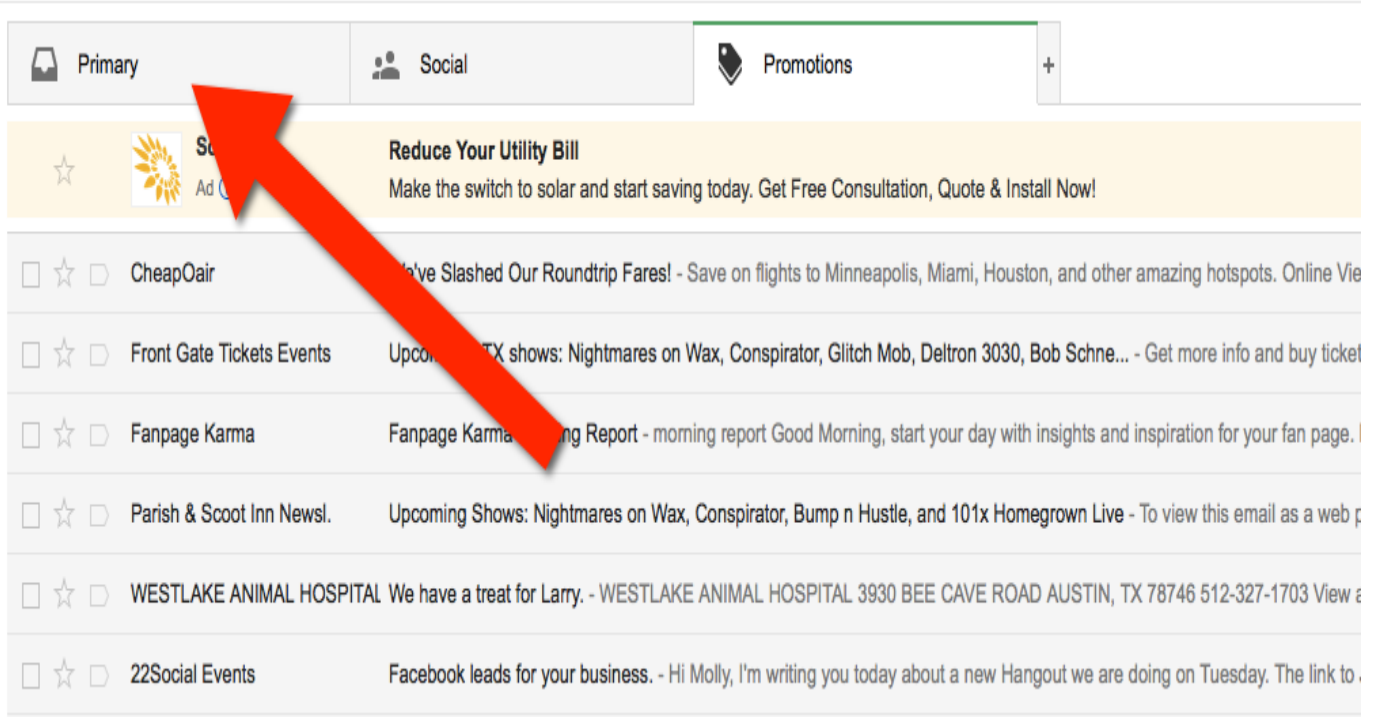 Primary
Social
Promotions
+
Reduce Your Utility Bill
Ad
Make the switch to solar and start saving today. Get Free Consultation, Quote & Install Now!
CheapOair 've Slashed Our Roundtrip Fares! - Save on flights to Minneapolis, Miami, Houston, and other amazing hotspots. Online Vie
Front Gate Tickets Events Upco TX shows: Nightmares on Wax, Conspirator, Glitch Mob, Deltron 3030, Bob Schne... - Get more info and buy ticket
Fanpage Karma Fanpage Karma ng Report - morning report Good Morning, start your day with insights and inspiration for your fan page.
Parish & Scoot Inn Newsl. Upcoming Shows: Nightmares on Wax, Conspirator, Bump n Hustle, and 101x Homegrown Live - To view this email as a web p
WESTLAKE ANIMAL HOSPITAL We have a treat for Larry. - WESTLAKE ANIMAL HOSPITAL 3930 BEE CAVE ROAD AUSTIN, TX 78746 512-327-1703 View a
22Social Events Facebook leads for your business. - Hi Molly, I'm writing you today about a new Hangout we are doing on Tuesday. The link to